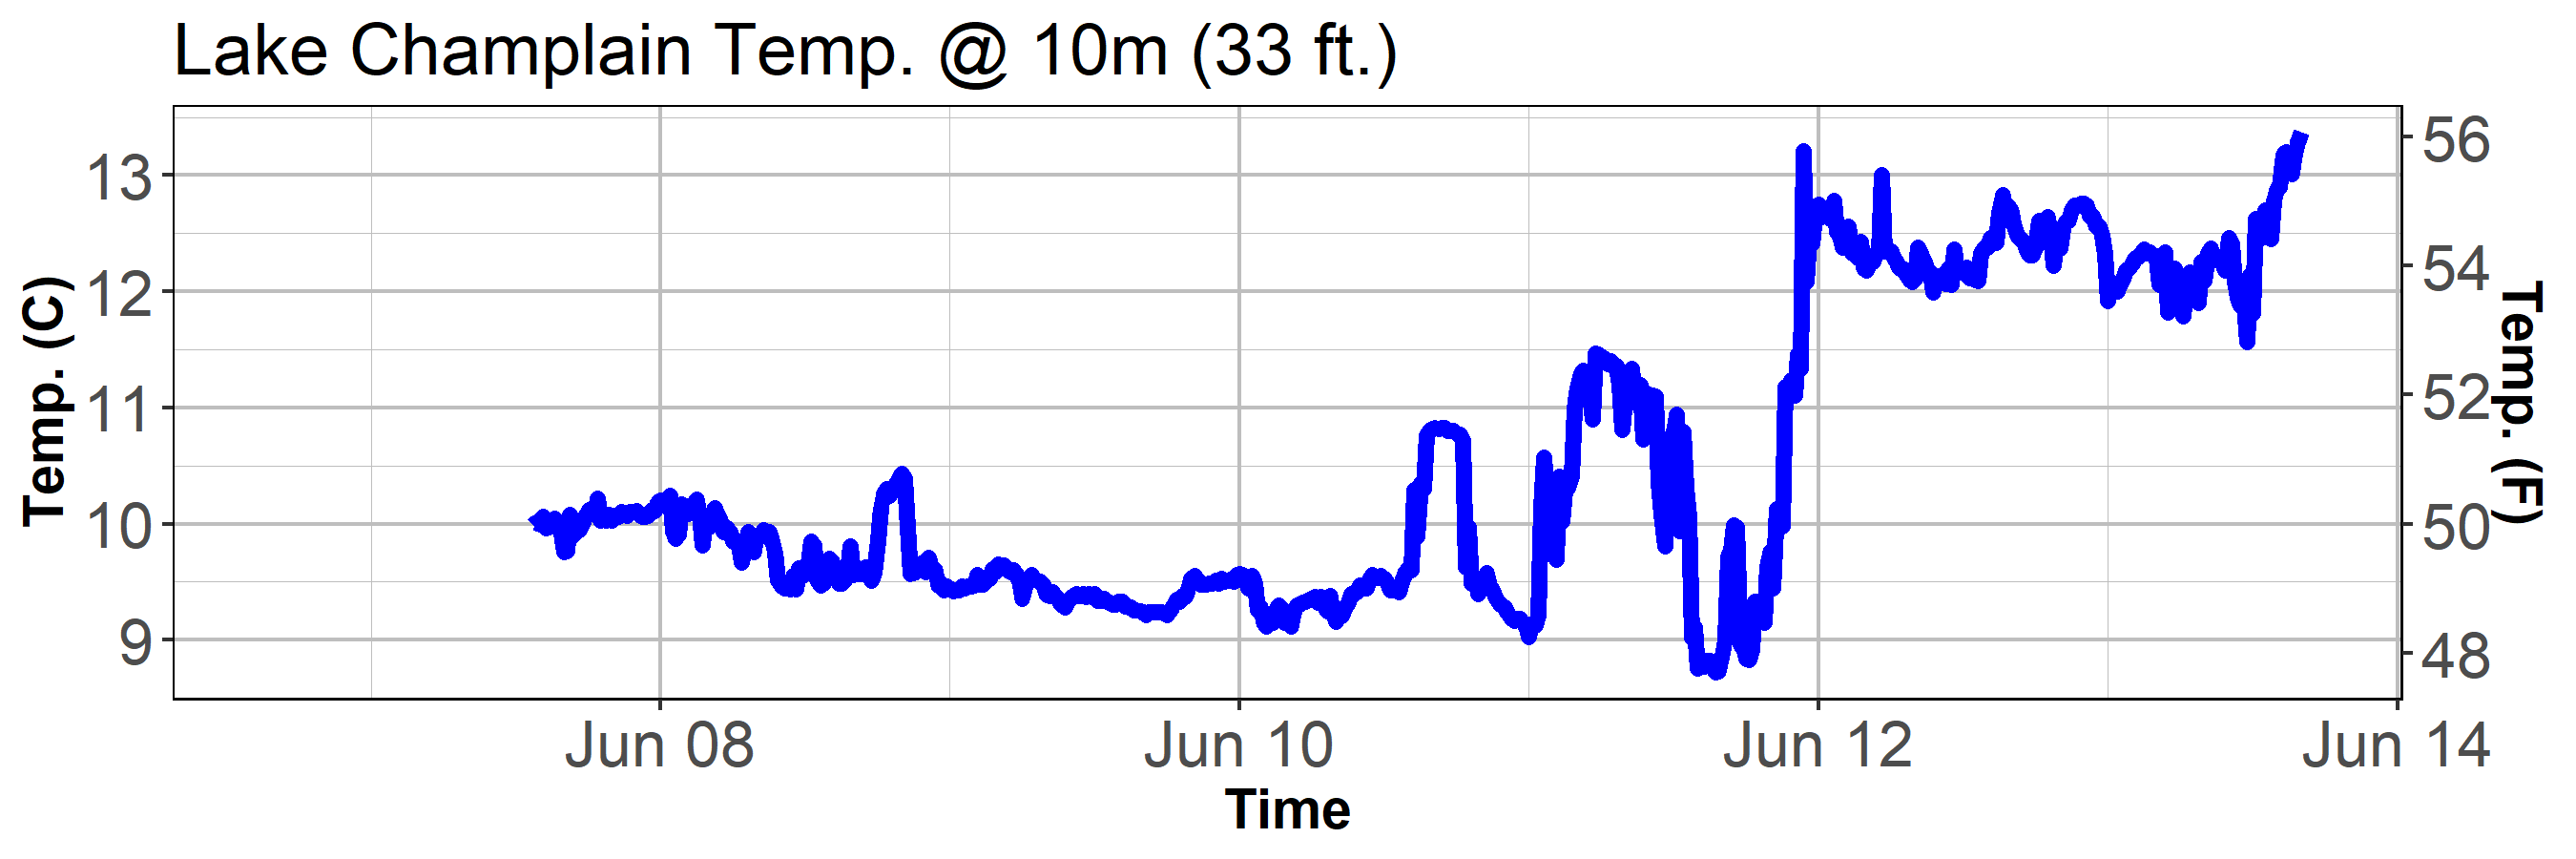 Lake Champlain Temp. @ 10m (33 ft.)
Temp. (C)
13
12
11
10
9
56
54
52
50
48
Temp. (F)
Jun 08 Jun 10 Jun 12 Jun 14
Time